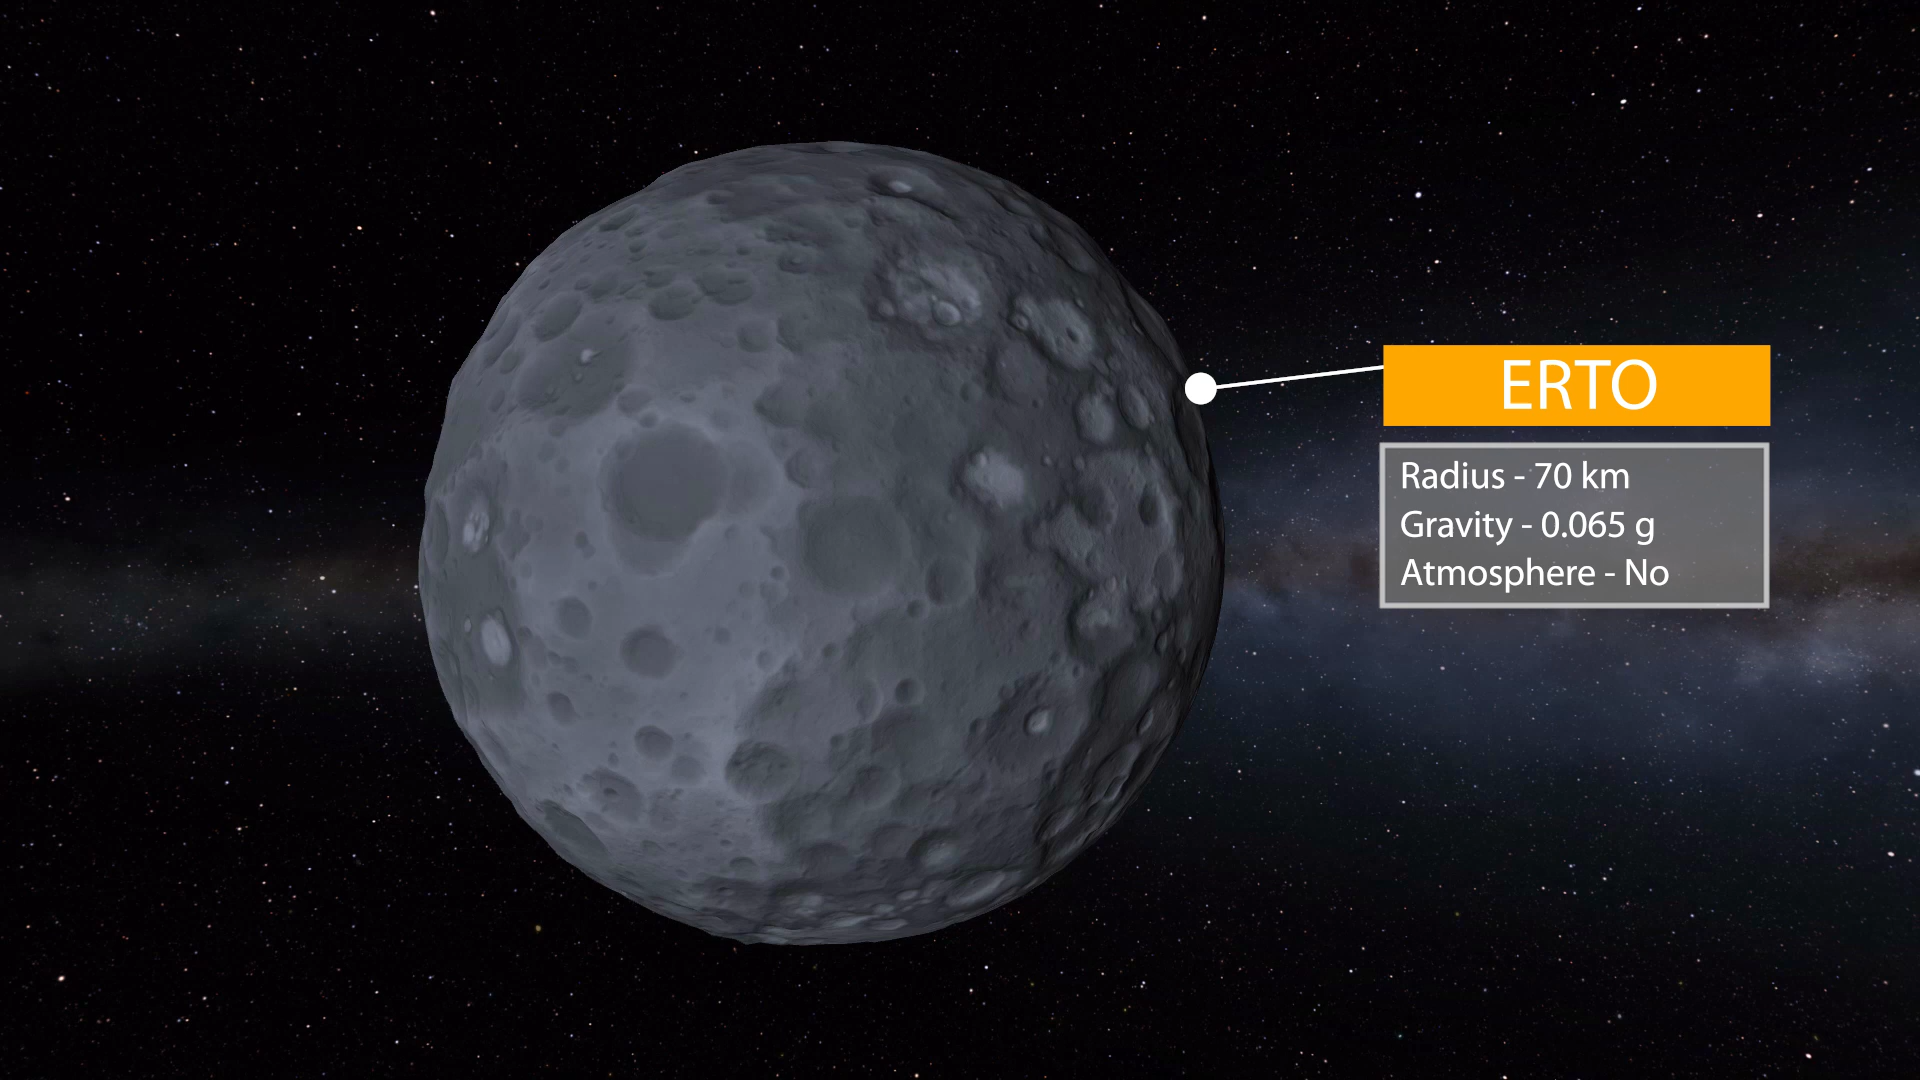 ERTO
Radius - 70 km
Gravity - 0.065 g
Atmosphere - No